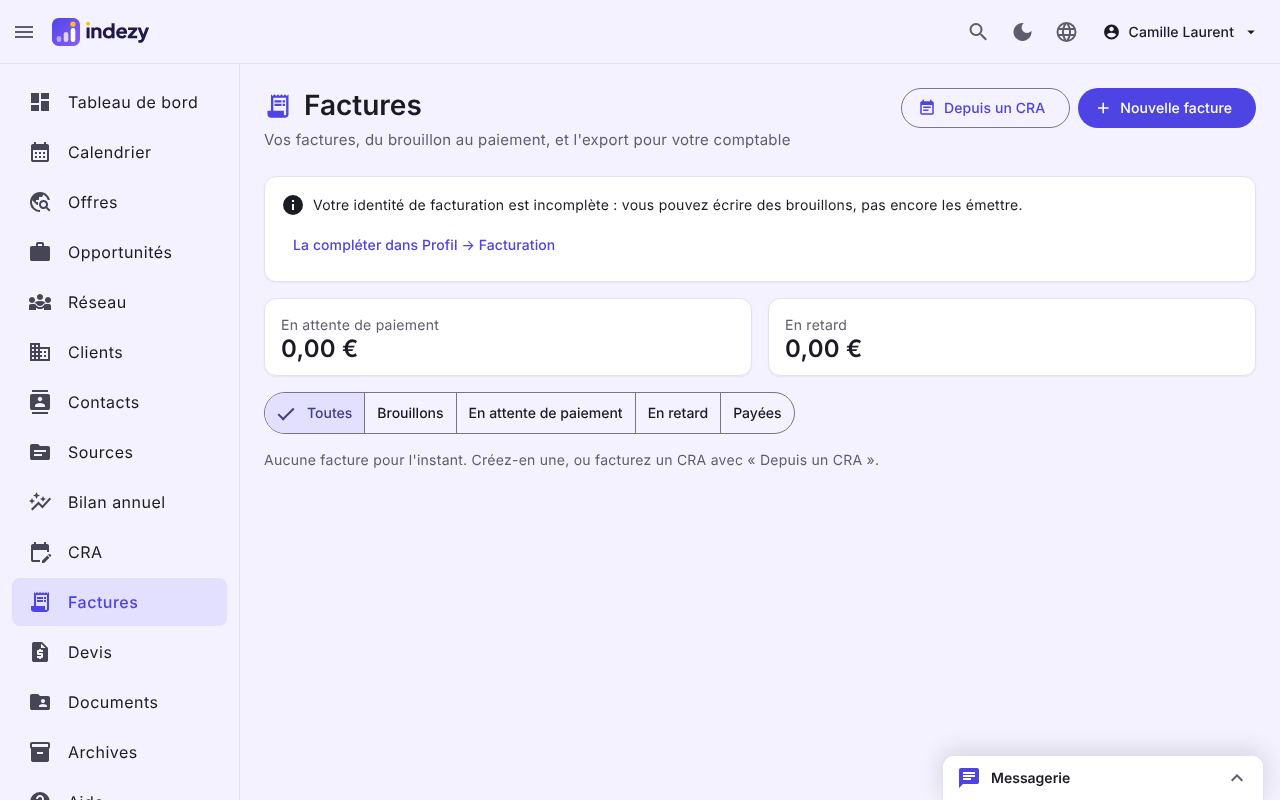 indezy
Camille Laurent
Tableau de bord
Calendrier
Offres
Opportunités
Réseau
Clients
Contacts
Sources
Bilan annuel
CRA
Factures
Devis
Documents
Archives
Aide
Factures
Depuis un CRA
Nouvelle facture
Vos factures, du brouillon au paiement, et l'export pour votre comptable
Votre identité de facturation est incomplète : vous pouvez écrire des brouillons, pas encore les émettre.
La compléter dans Profil → Facturation
En attente de paiement
0,00 €
En retard
0,00 €
Toutes
Brouillons
En attente de paiement
En retard
Payées
Aucune facture pour l'instant. Créez-en une, ou facturez un CRA avec « Depuis un CRA ».
Messagerie